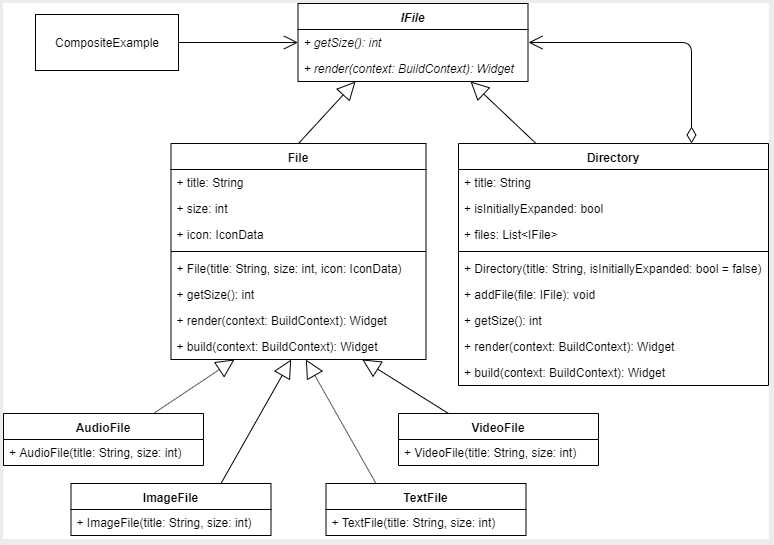 IFile
CompositeExample
+ getSize(): int
+ render(context: BuildContext): Widget
File
+ title: String
+ size: int
+ icon: IconData
+ File(title: String, size: int, icon: IconData)
+ getSize(): int
+ render(context: BuildContext): Widget
+ build(context: BuildContext): Widget
Directory
+ title: String
+ isInitiallyExpanded: bool
+ files: List<IFile>
+ Directory(title: String, isInitiallyExpanded: bool = false)
+ addFile(file: IFile): void
+ getSize(): int
+ render(context: BuildContext): Widget
+ build(context: BuildContext): Widget
AudioFile
+ AudioFile(title: String, size: int)
VideoFile
+ VideoFile(title: String, size: int)
ImageFile
+ ImageFile(title: String, size: int)
TextFile
+ TextFile(title: String, size: int)